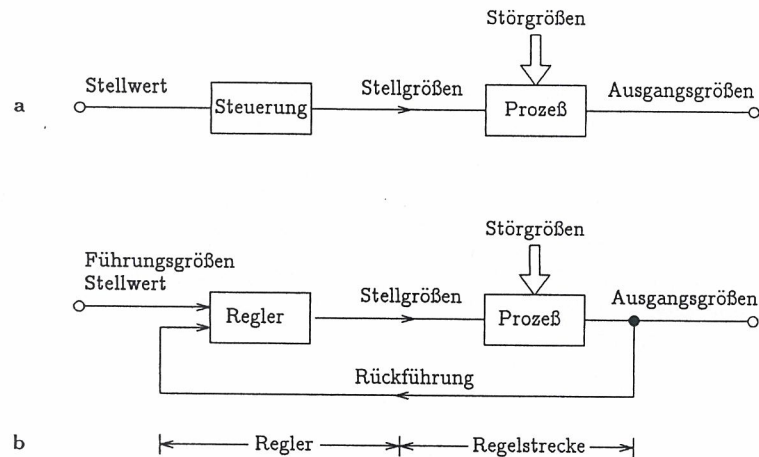 Störgrößen
Stellwert
Stellgrößen
Ausgangsgrößen
a
Steuerung
Prozeß
Störgrößen
Führungsgrößen
Stellwert
Stellgrößen
Ausgangsgrößen
Regler
Prozeß
Rückführung
b
Regler
Regelstrecke